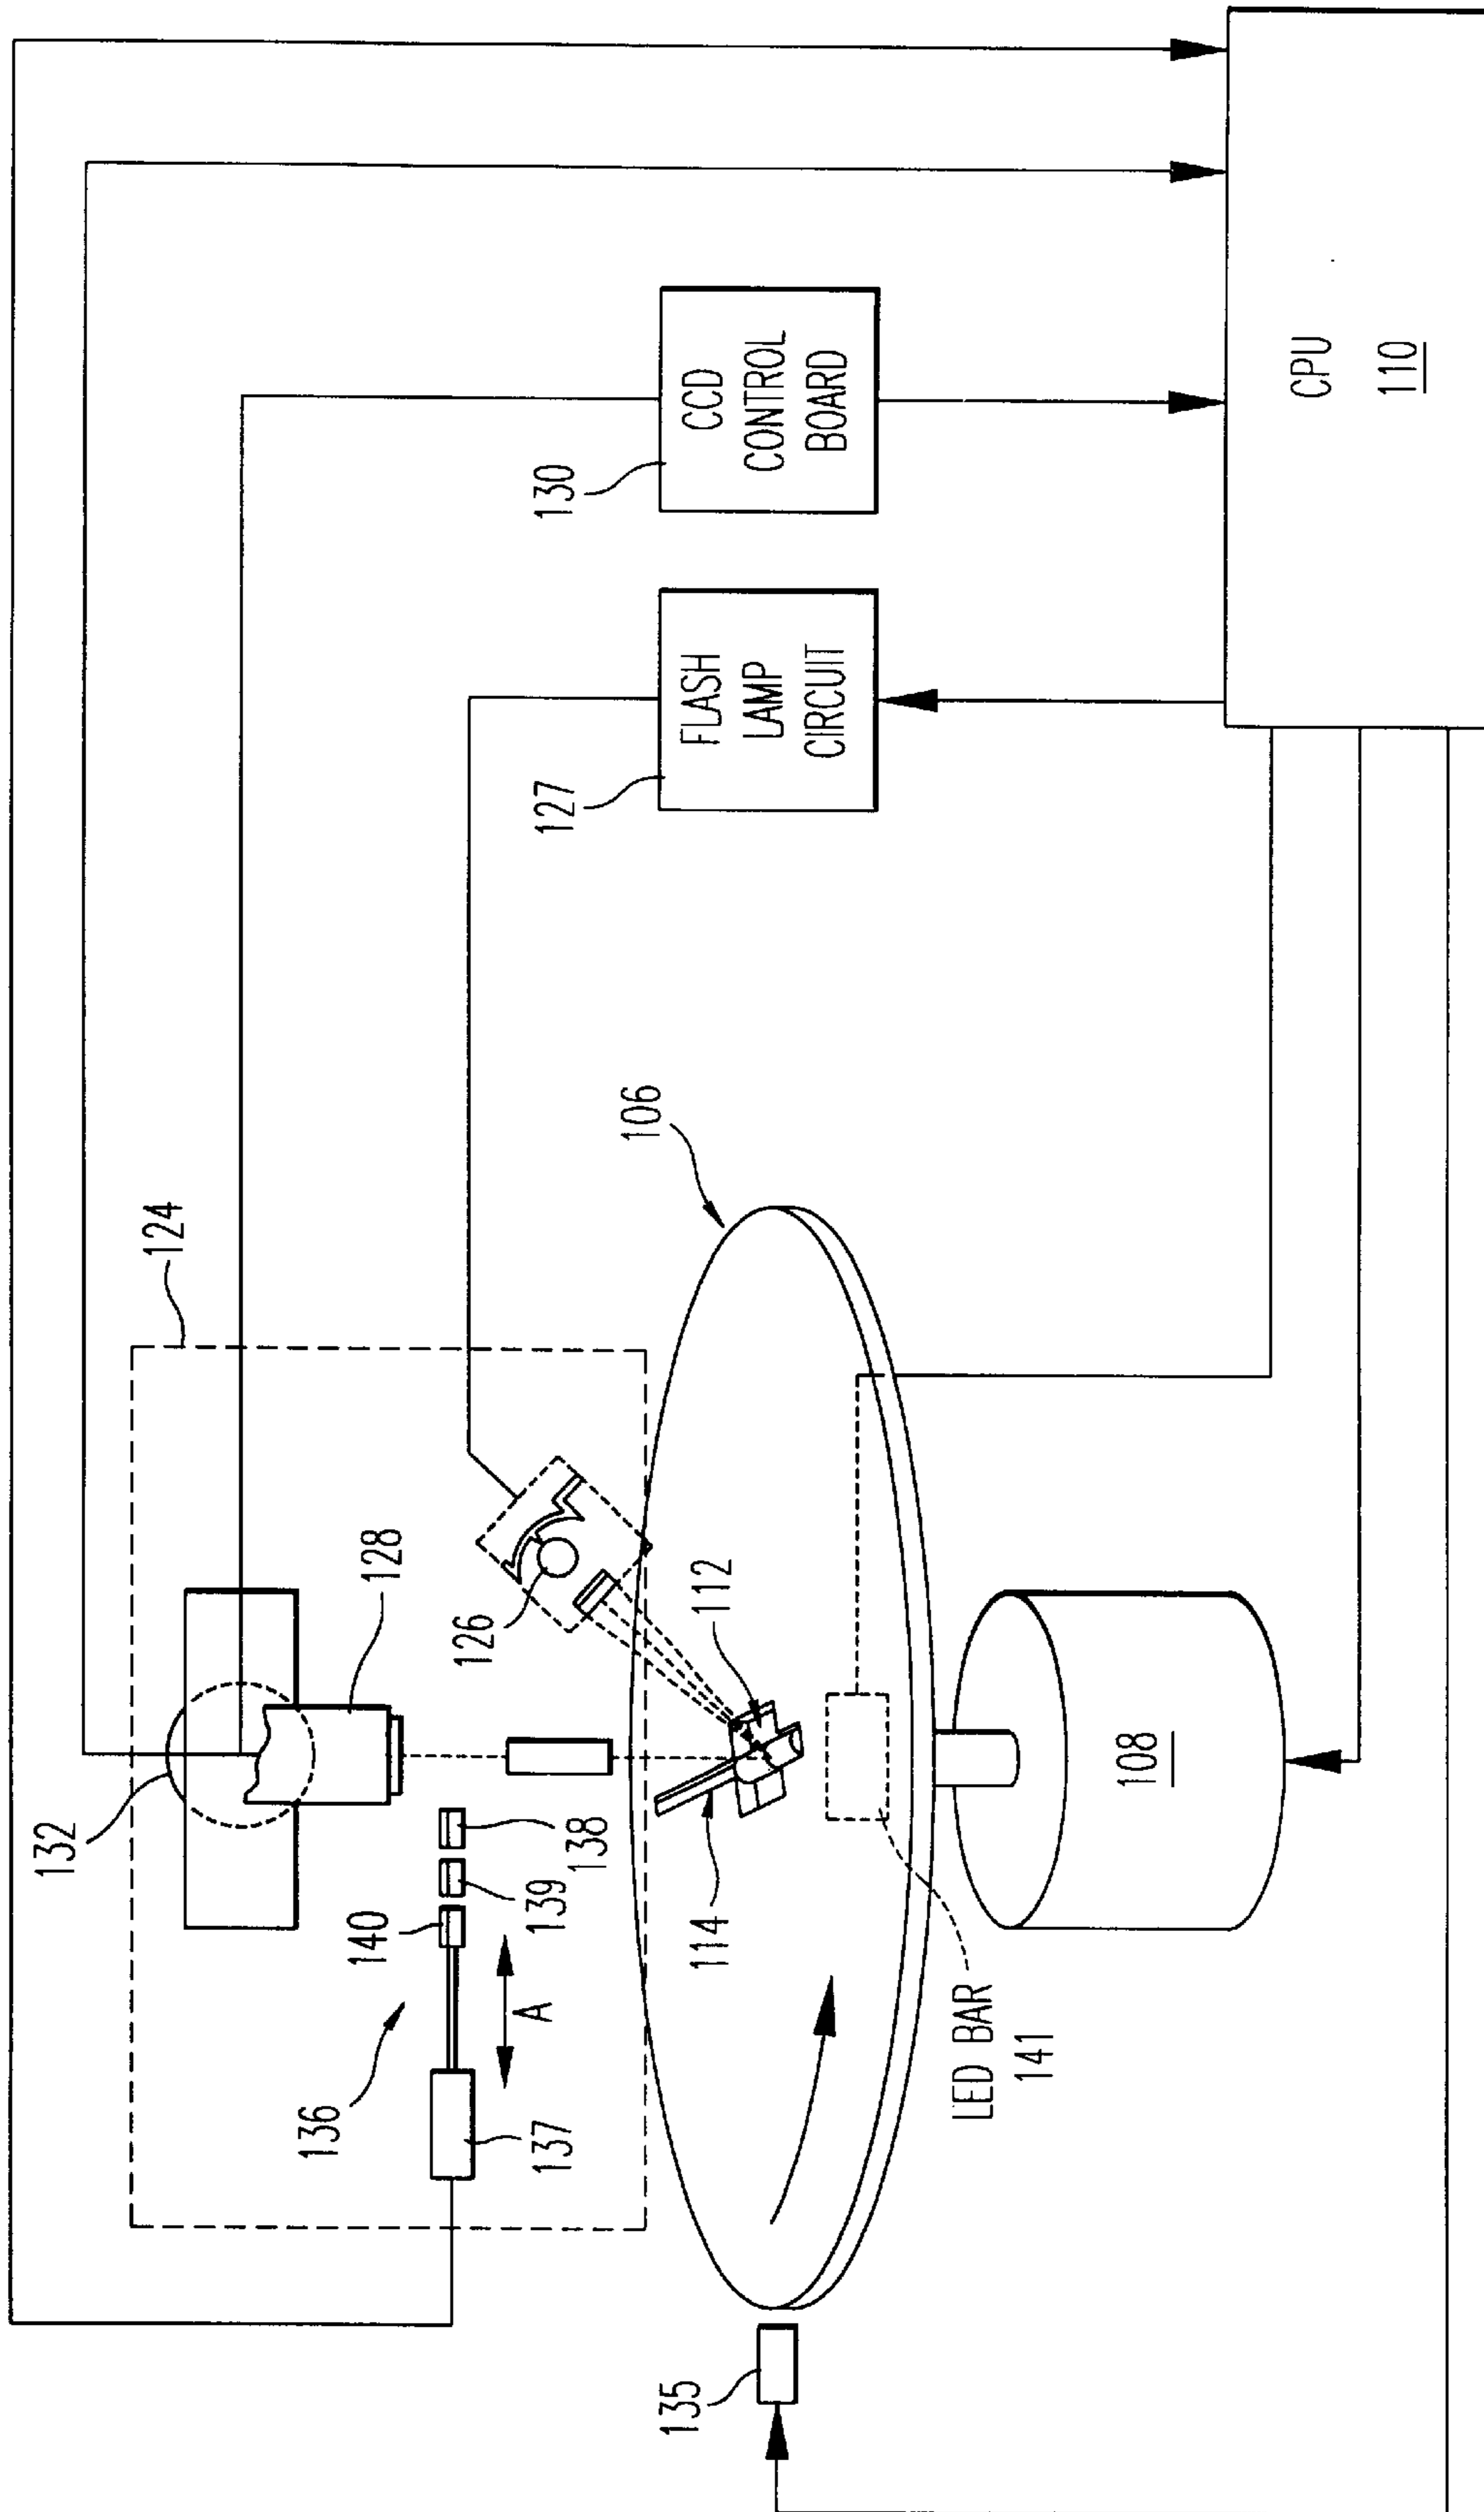 132
124
136
140
128
139
138
137
A
126
127
130
FLASH
LAMP
CIRCUIT
CCD
CONTROL
BOARD
106
135
114
112
LED BAR
141
108
CPU
110